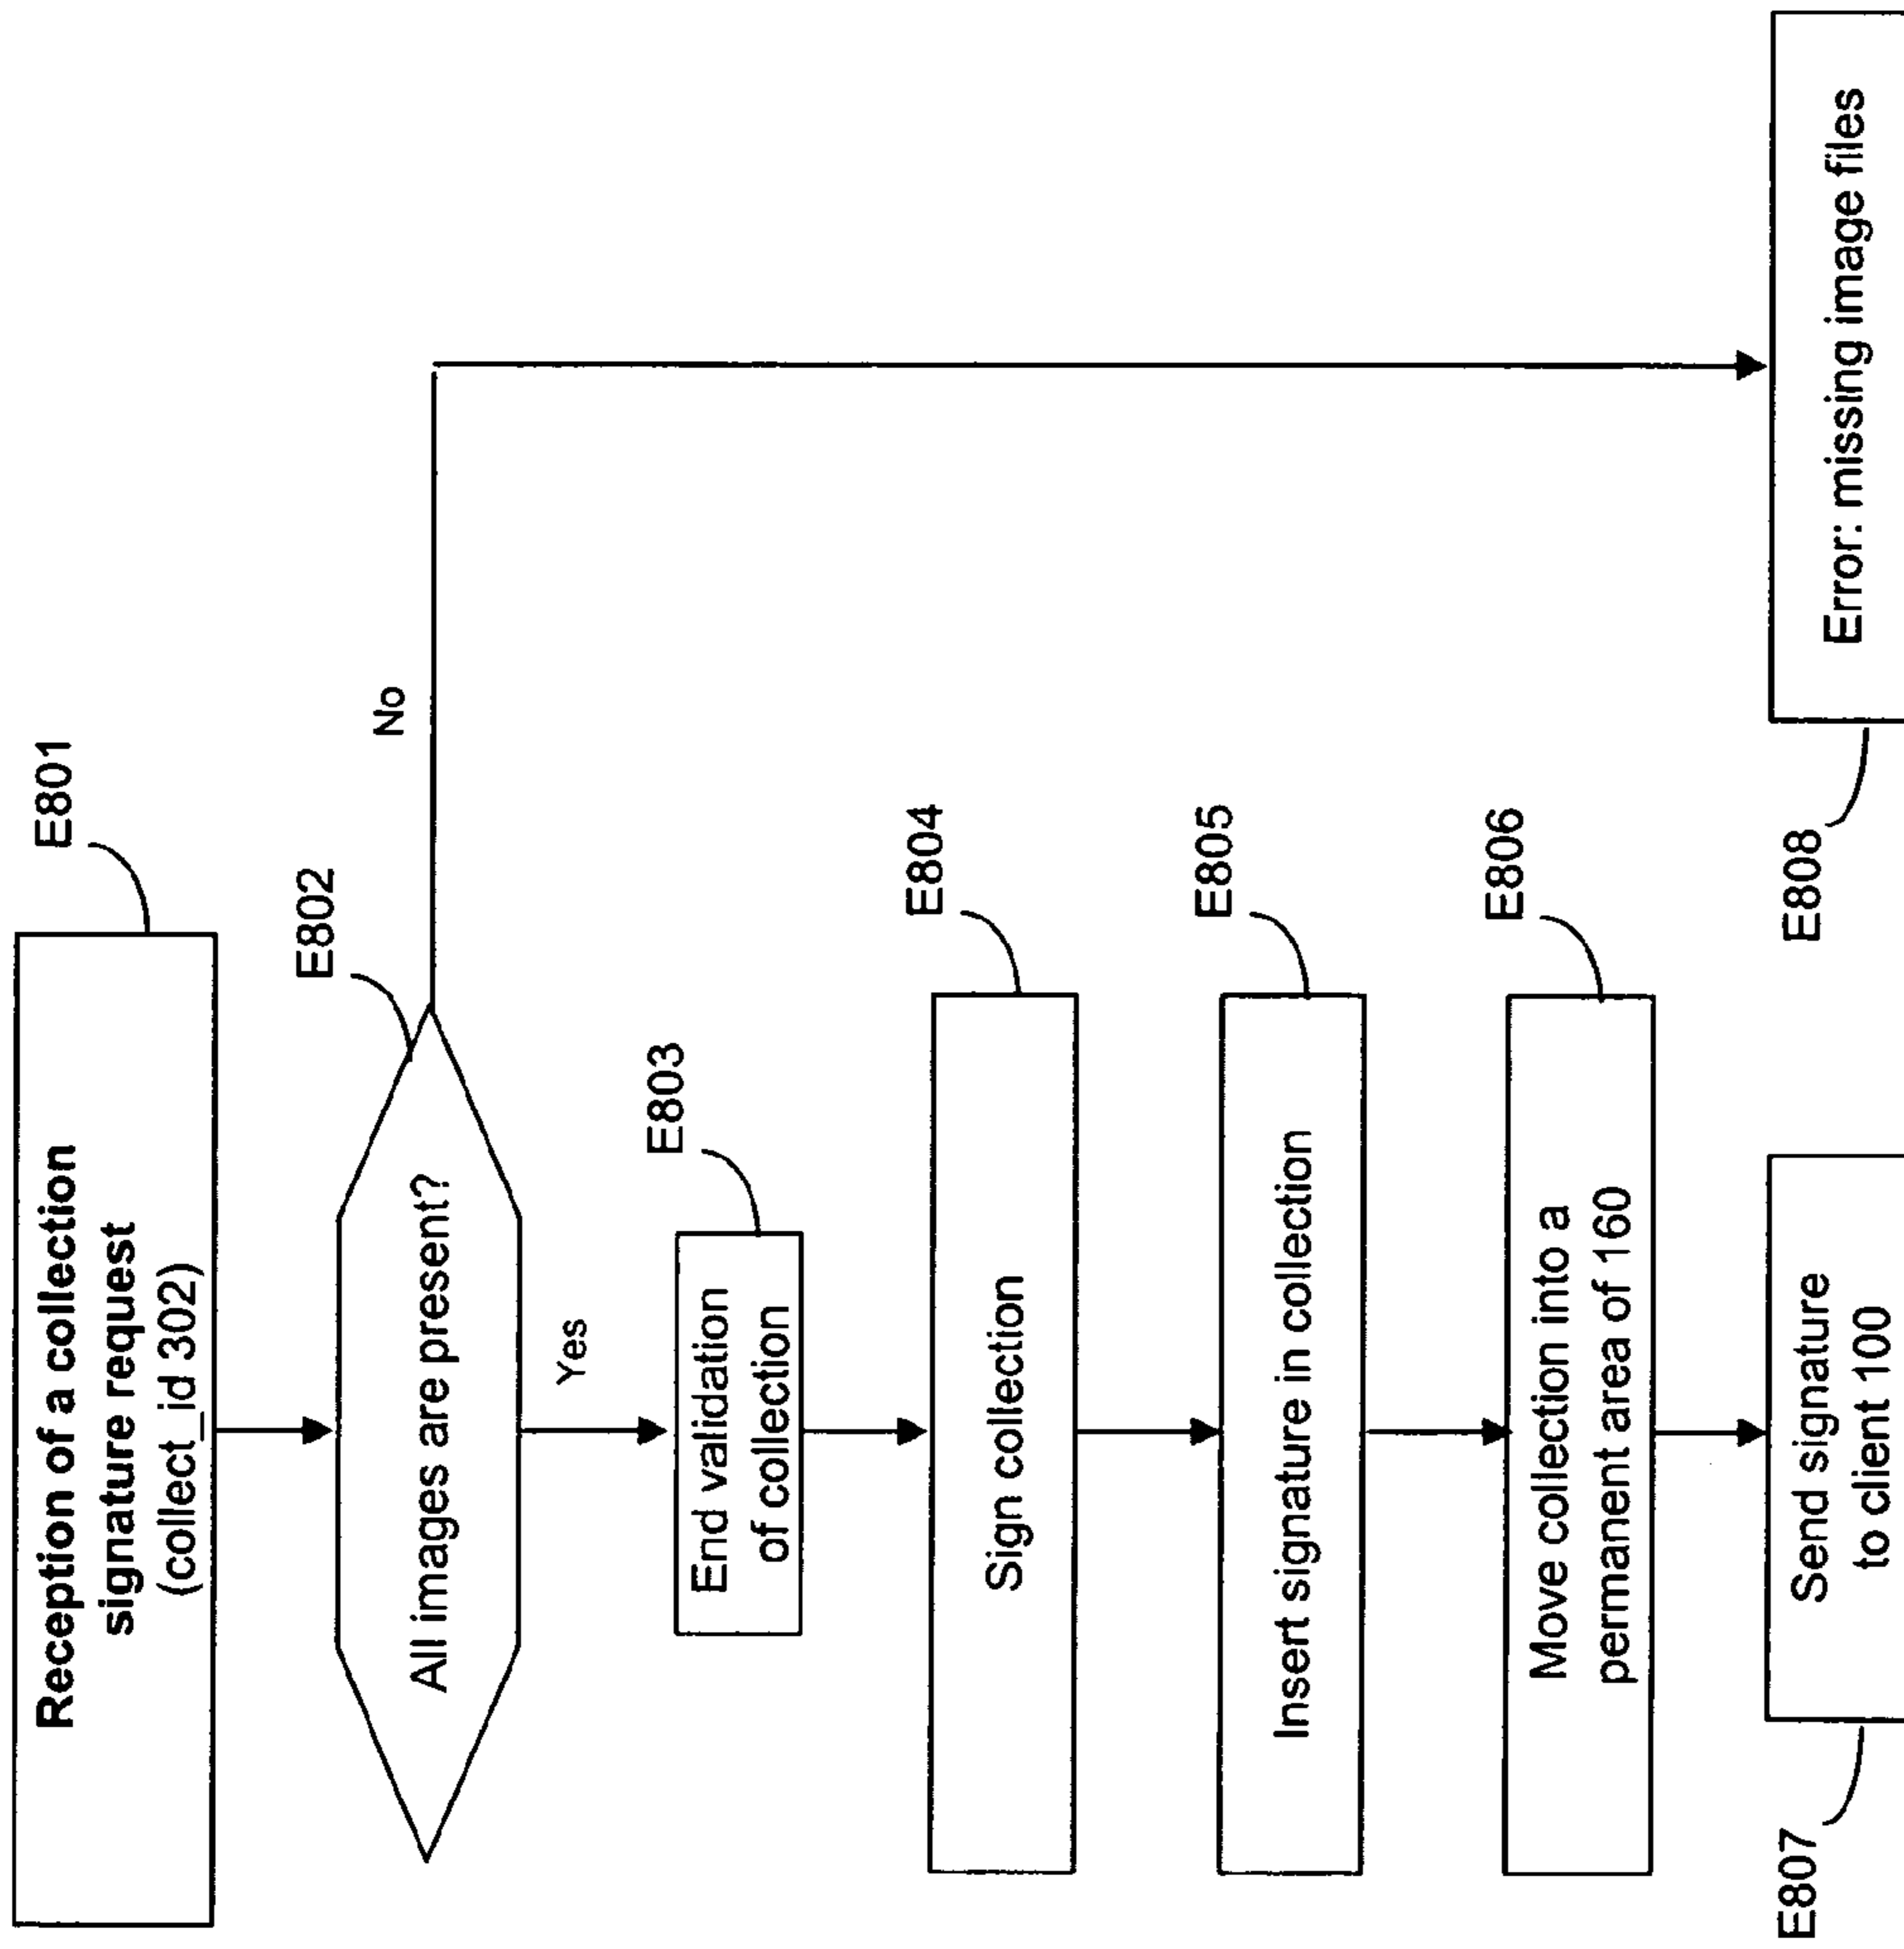 Reception of a collection
signature request
(collect_id 302)
E801
All images are present?
E802
No
Yes
End validation
of collection
E803
Sign collection
E804
Insert signature in collection
E805
Move collection into a
permanent area of 160
E806
E807
Send signature
to client 100
E808
Error: missing image files